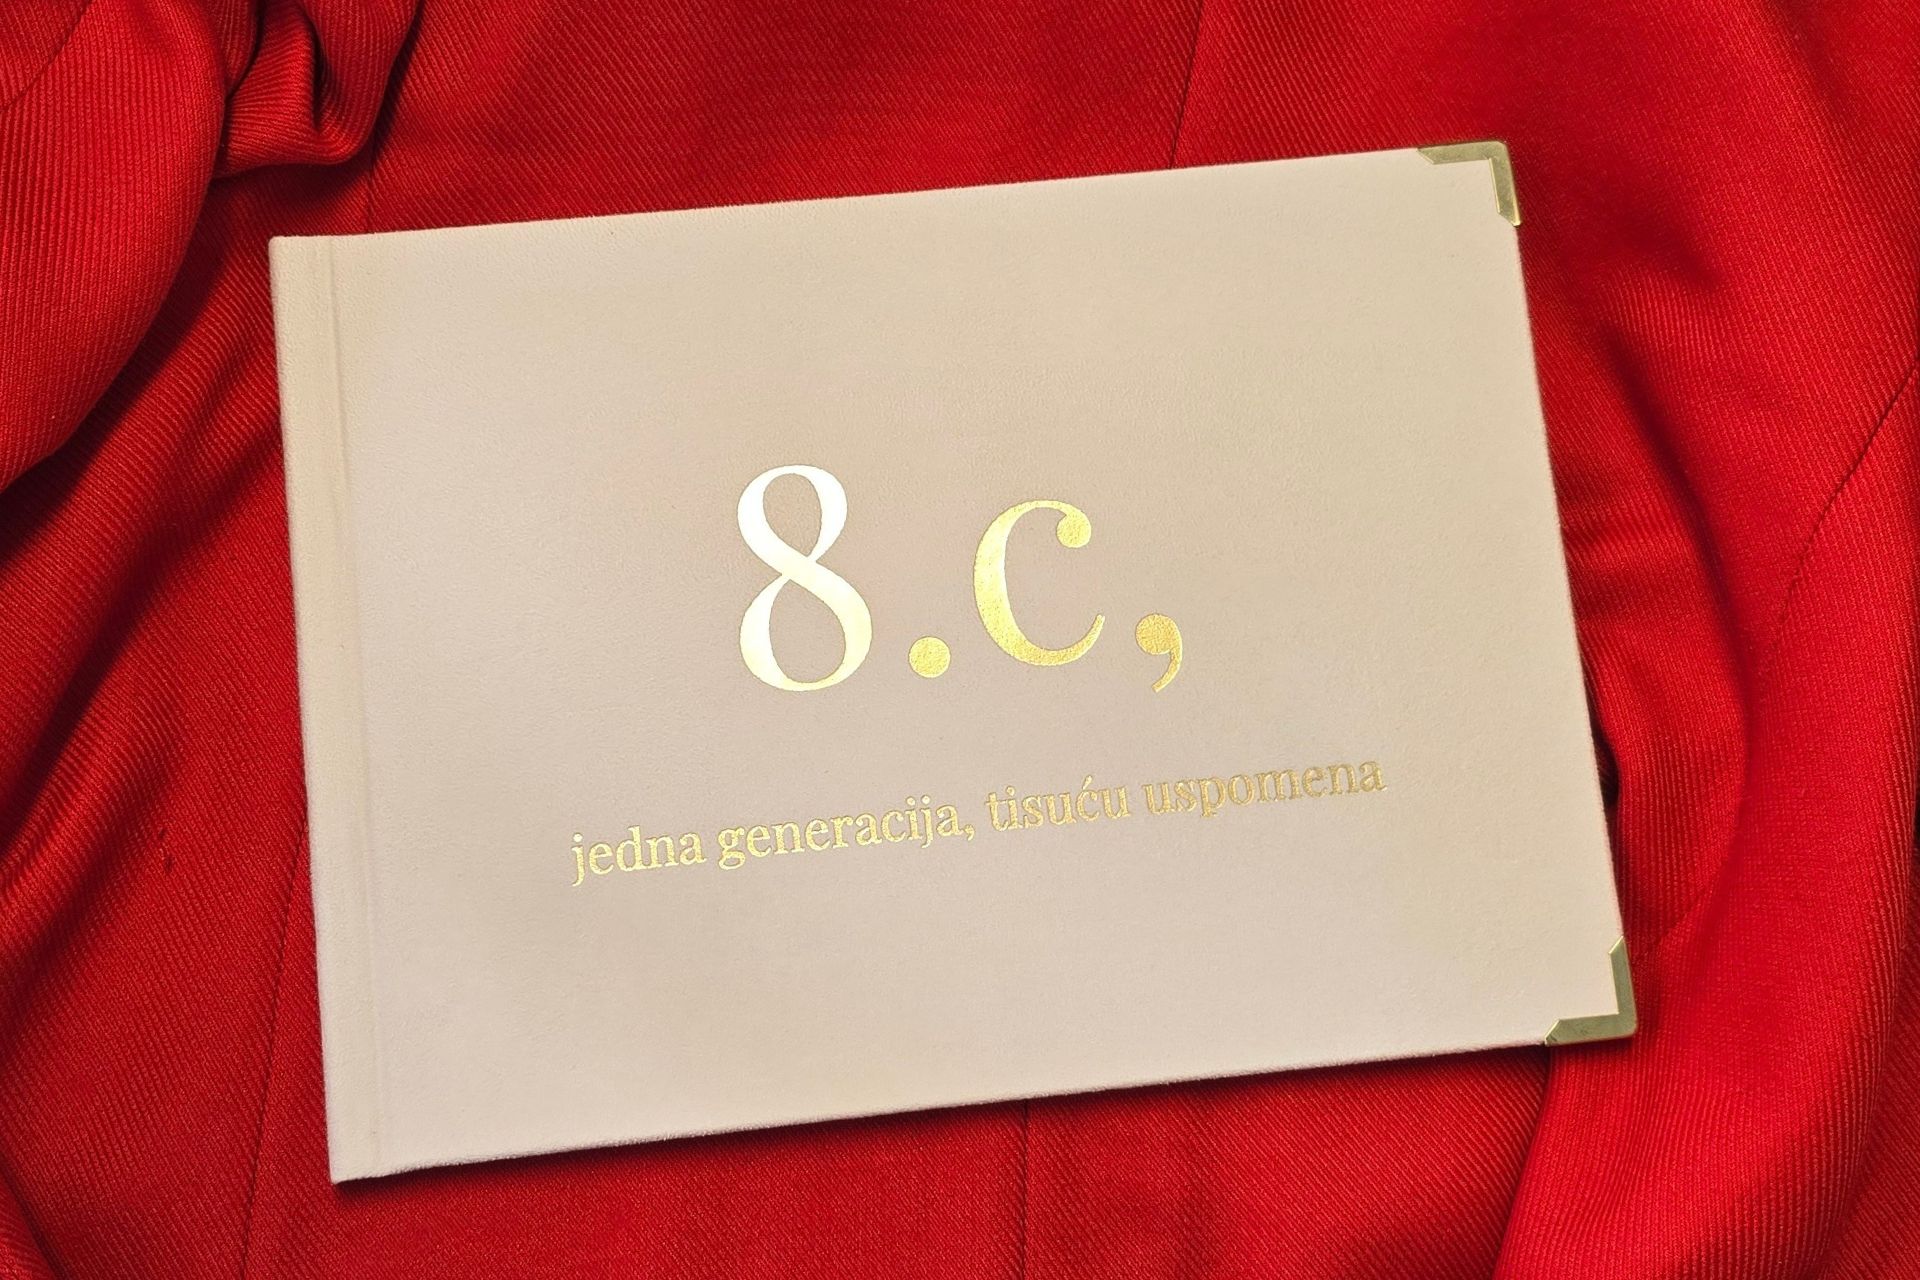 8.c,
jedna generacija, tisuću uspomena